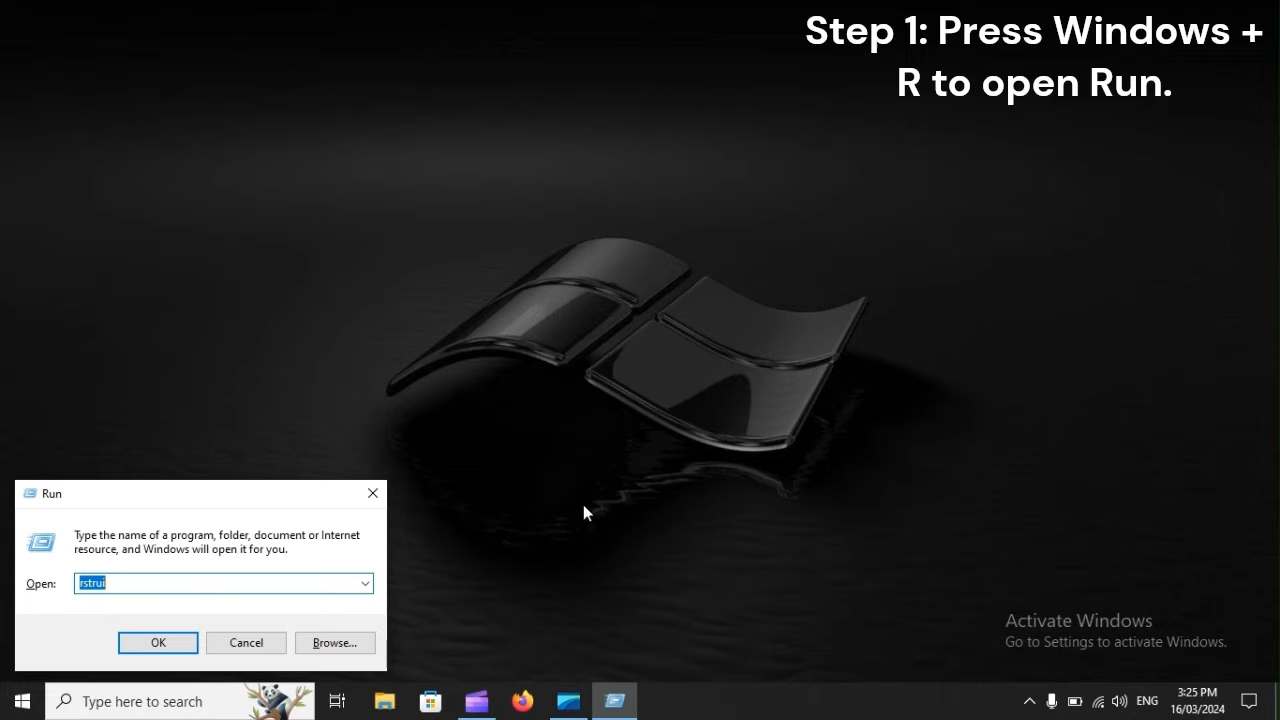 Step 1: Press Windows +
R to open Run.
Run
Type the name of a program, folder, document or Internet
resource, and Windows will open it for you.
Open: rstrui
OK Cancel Browse...
Activate Windows
Go to Settings to activate Windows.
Type here to search
ENG
3:25 PM
16/03/2024